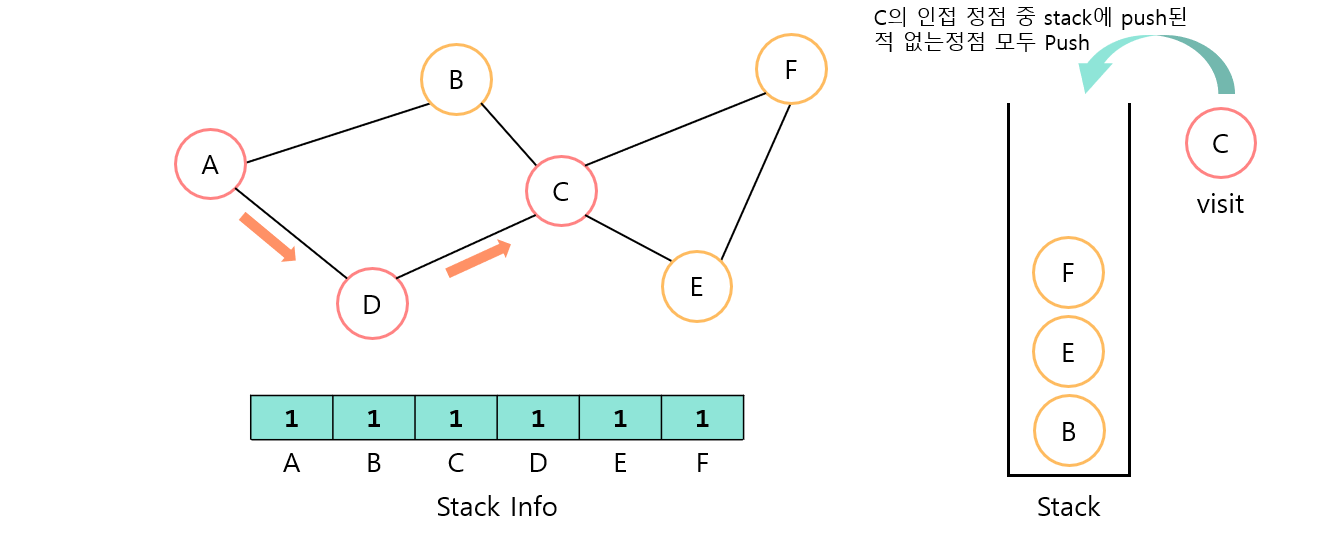 C의 인접 정점 중 stack에 push된
적 없는정점 모두 Push
B
F
A
C
C
visit
D
E
F
E
B
1 1 1 1 1 1
A B C D E F
Stack Info
Stack